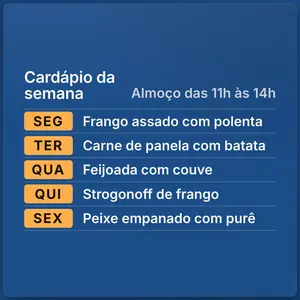 Cardápio da
semana
Almoço das 11h às 14h
SEG Frango assado com polenta
TER Carne de panela com batata
QUA Feijoada com couve
QUI Strogonoff de frango
SEX Peixe empanado com purê